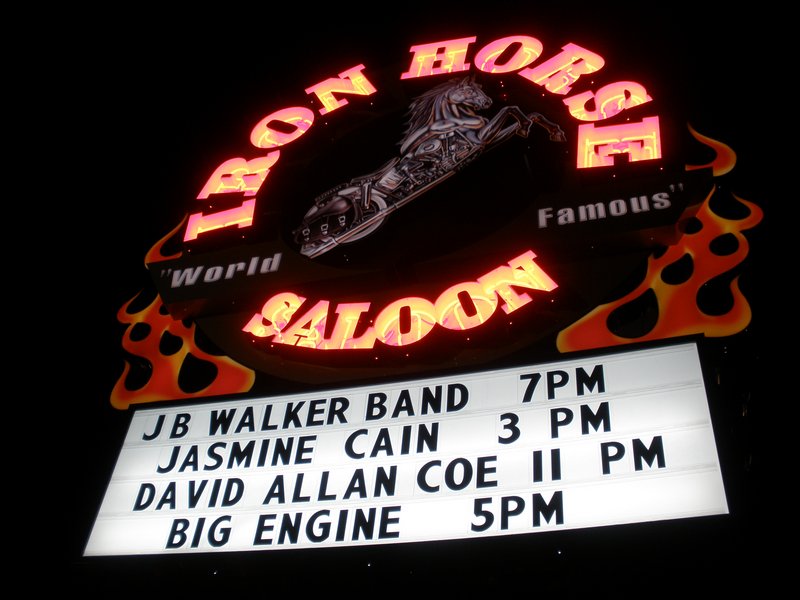 IRON HORSE
"World Famous"
SALOON
JB WALKER BAND 7PM
JASMINE CAIN 3 PM
DAVID ALLAN COE 11 PM
BIG ENGINE 5PM